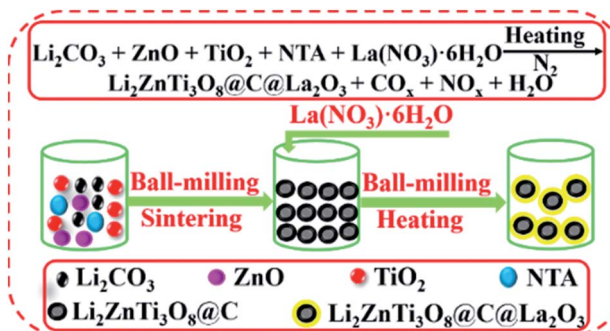 Li₂CO₃ + ZnO + TiO₂ + NTA + La(NO₃)·6H₂O Heating
N₂
Li₂ZnTi₃O₈@C@La₂O₃ + COₓ + NOₓ + H₂O
La(NO₃)·6H₂O
Ball-milling Ball-milling
Sintering Heating
Li₂CO₃ ZnO TiO₂ NTA
Li₂ZnTi₃O₈@C Li₂ZnTi₃O₈@C@La₂O₃